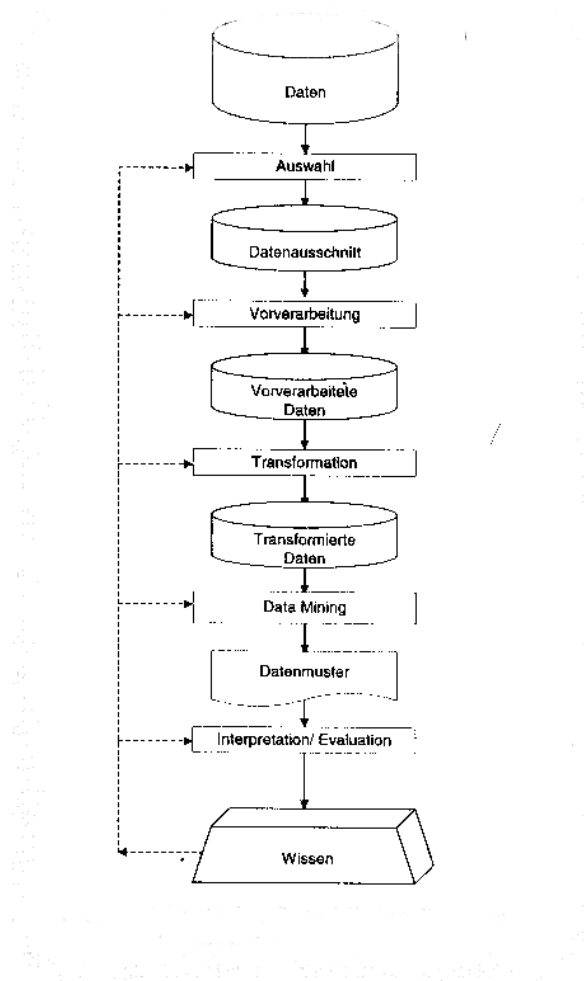 Daten
Auswahl
Datenausschnitt
Vorverarbeitung
Vorverarbeitete
Daten
Transformation
Transformierte
Daten
Data Mining
Datenmuster
Interpretation/ Evaluation
Wissen